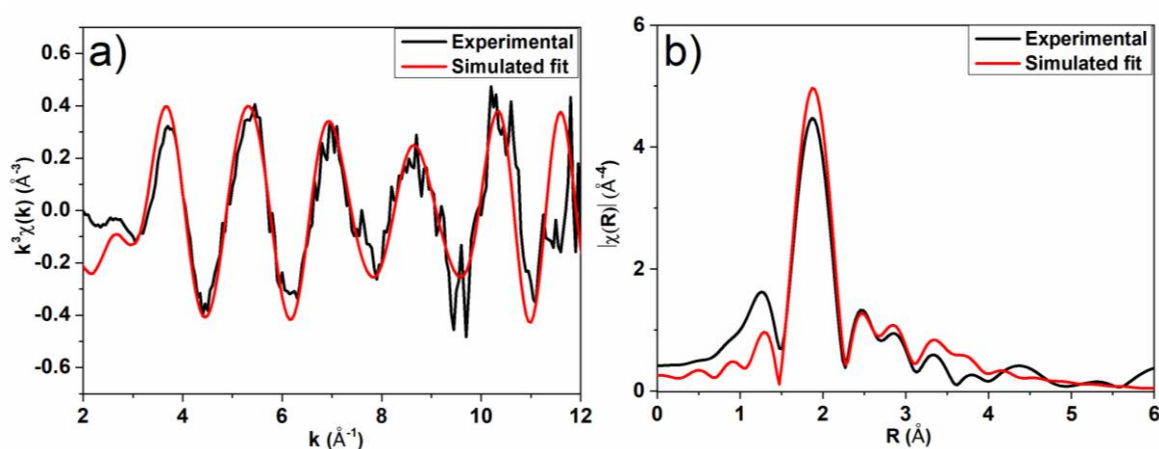 a)
Experimental
Simulated fit
k³χ(k) (Å⁻³)
0.6
0.4
0.2
0.0
-0.2
-0.4
-0.6
2 4 6 8 10 12
k (Å⁻¹)
b)
Experimental
Simulated fit
|χ(R)| (Å⁻⁴)
6
4
2
0
0 1 2 3 4 5 6
R (Å)